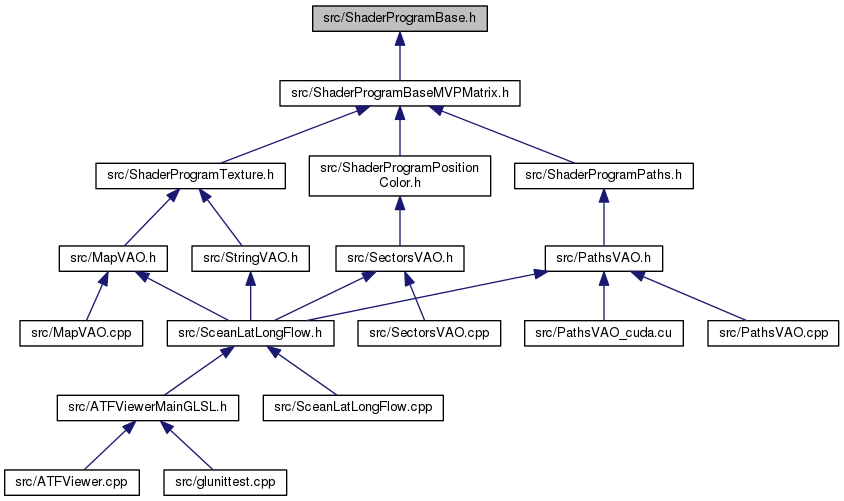 src/ShaderProgramBase.h
src/ShaderProgramBaseMVPMatrix.h
src/ShaderProgramTexture.h
src/ShaderProgramPosition
Color.h
src/ShaderProgramPaths.h
src/MapVAO.h
src/StringVAO.h
src/SectorsVAO.h
src/PathsVAO.h
src/MapVAO.cpp
src/SceanLatLongFlow.h
src/SectorsVAO.cpp
src/PathsVAO_cuda.cu
src/PathsVAO.cpp
src/ATFViewerMainGLSL.h
src/SceanLatLongFlow.cpp
src/ATFViewer.cpp
src/glunittest.cpp